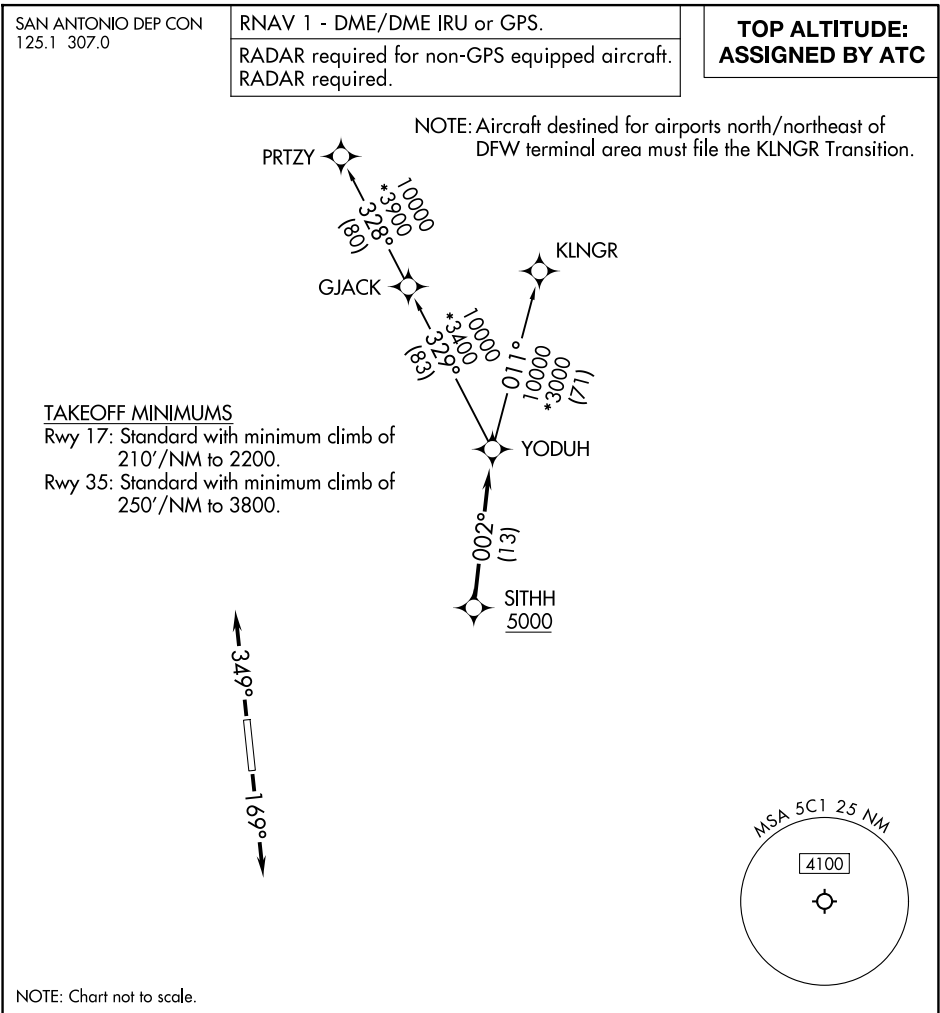 SAN ANTONIO DEP CON
125.1 307.0
RNAV 1 - DME/DME IRU or GPS.
RADAR required for non-GPS equipped aircraft.
RADAR required.
TOP ALTITUDE:
ASSIGNED BY ATC
NOTE: Aircraft destined for airports north/northeast of
DFW terminal area must file the KLNGR Transition.
PRTZY
10000
*3900
328°
(80)
KLNGR
GJACK
10000
*3400
329°
(83)
011°
10000
*3000
(71)
TAKEOFF MINIMUMS
Rwy 17: Standard with minimum climb of
210'/NM to 2200.
Rwy 35: Standard with minimum climb of
250'/NM to 3800.
YODUH
002°
(13)
SITHH
5000
349°
169°
MSA 5C1 25 NM
4100
NOTE: Chart not to scale.